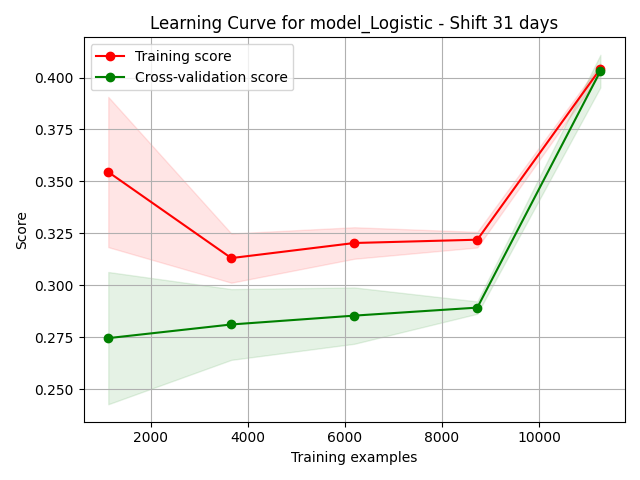 Learning Curve for model_Logistic - Shift 31 days
Training score
Cross-validation score
Score
0.400
0.375
0.350
0.325
0.300
0.275
0.250
2000
4000
6000
8000
10000
Training examples